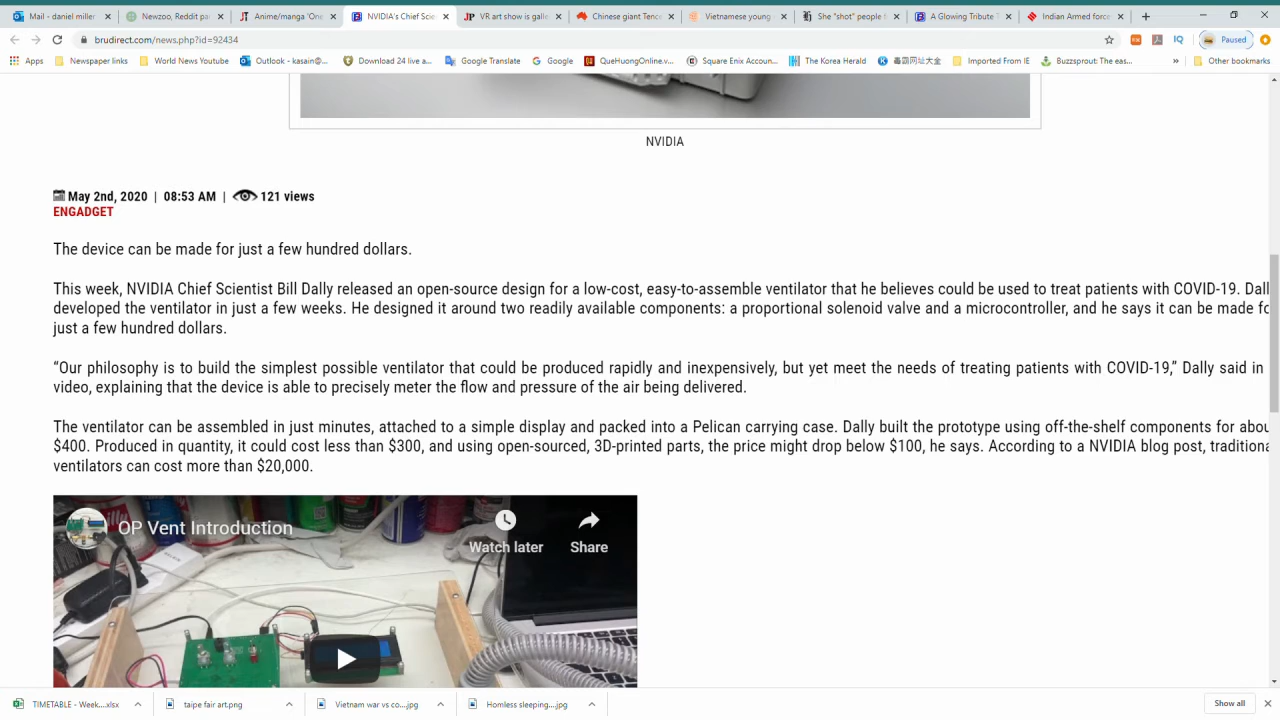 Mail - daniel miller
Newzoo, Reddit pa
Anime/manga 'One
NVIDIA's Chief Scie
VR art show is galle
Chinese giant Tence
Vietnamese young
She "shot" people t
A Glowing Tribute T
Indian Armed force
brudirect.com/news.php?id=92434
IQ
Paused
Apps
Newspaper links
World News Youtube
Outlook - kasain@...
Download 24 live a...
Google Translate
Google
QueHuongOnline.v...
Square Enix Accoun...
The Korea Herald
毒霸网址大全
Imported From IE
Buzzsprout: The eas...
»
Other bookmarks
NVIDIA
May 2nd, 2020 | 08:53 AM | 121 views
ENGADGET
The device can be made for just a few hundred dollars.
This week, NVIDIA Chief Scientist Bill Dally released an open-source design for a low-cost, easy-to-assemble ventilator that he believes could be used to treat patients with COVID-19. Dall
developed the ventilator in just a few weeks. He designed it around two readily available components: a proportional solenoid valve and a microcontroller, and he says it can be made fo
just a few hundred dollars.
“Our philosophy is to build the simplest possible ventilator that could be produced rapidly and inexpensively, but yet meet the needs of treating patients with COVID-19,” Dally said in
video, explaining that the device is able to precisely meter the flow and pressure of the air being delivered.
The ventilator can be assembled in just minutes, attached to a simple display and packed into a Pelican carrying case. Dally built the prototype using off-the-shelf components for abou
$400. Produced in quantity, it could cost less than $300, and using open-sourced, 3D-printed parts, the price might drop below $100, he says. According to a NVIDIA blog post, traditiona
ventilators can cost more than $20,000.
OP Vent Introduction
Watch later
Share
TIMETABLE - Week....xlsx
taipe fair art.png
Vietnam war vs co....jpg
Homless sleeping....jpg
Show all